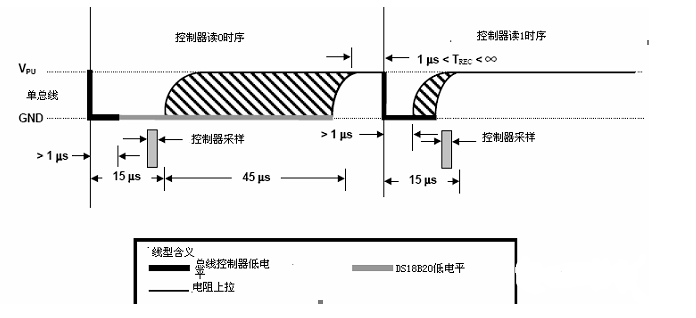 控制器读0时序
控制器读1时序
VPU
1 µs < TREC < ∞
单总线
GND
> 1 µs
控制器采样
控制器采样
> 1 µs
15 µs
45 µs
15 µs
线型含义
总线控制器低电平
DS18B20低电平
电阻上拉